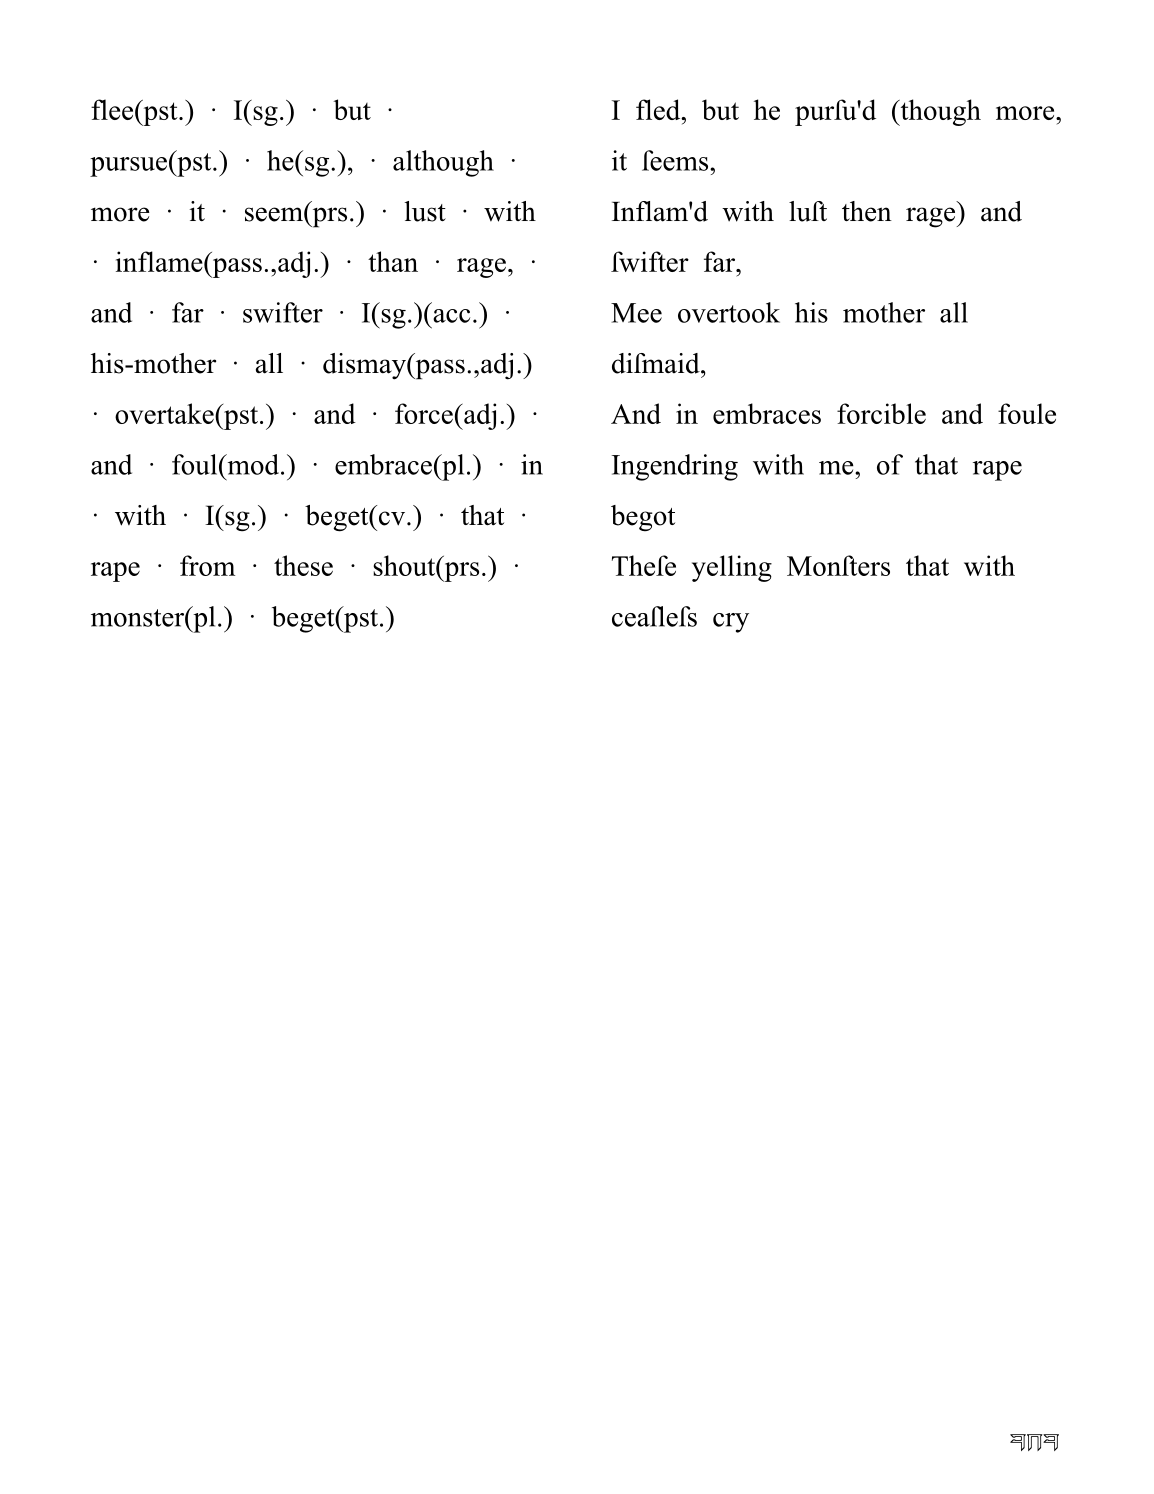 flee(pst.) · I(sg.) · but ·
pursue(pst.) · he(sg.), · although ·
more · it · seem(prs.) · lust · with
· inflame(pass.,adj.) · than · rage, ·
and · far · swifter · I(sg.)(acc.) ·
his-mother · all · dismay(pass.,adj.)
· overtake(pst.) · and · force(adj.) ·
and · foul(mod.) · embrace(pl.) · in
· with · I(sg.) · beget(cv.) · that ·
rape · from · these · shout(prs.) ·
monster(pl.) · beget(pst.)
I fled, but he purſu'd (though more,
it ſeems,
Inflam'd with luſt then rage) and
ſwifter far,
Mee overtook his mother all
diſmaid,
And in embraces forcible and foule
Ingendring with me, of that rape
begot
Theſe yelling Monſters that with
ceaſleſs cry